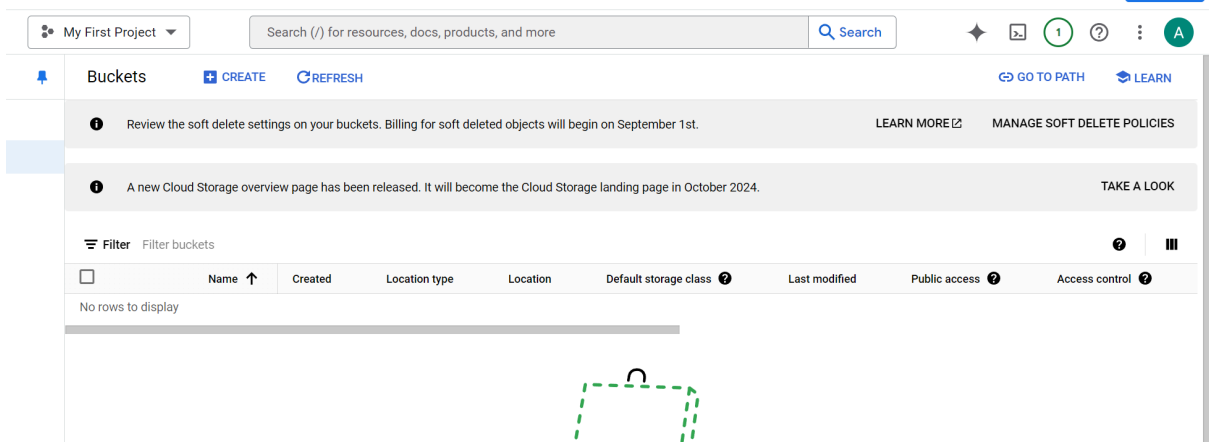 My First Project
Search (/) for resources, docs, products, and more
Search
1
A
Buckets
CREATE
REFRESH
GO TO PATH
LEARN
Review the soft delete settings on your buckets. Billing for soft deleted objects will begin on September 1st.
LEARN MORE
MANAGE SOFT DELETE POLICIES
A new Cloud Storage overview page has been released. It will become the Cloud Storage landing page in October 2024.
TAKE A LOOK
Filter
Filter buckets
Name
Created
Location type
Location
Default storage class
Last modified
Public access
Access control
No rows to display